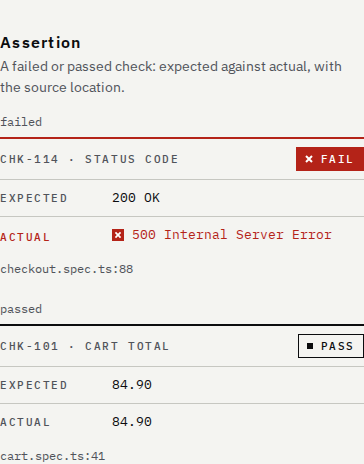 Assertion
A failed or passed check: expected against actual, with
the source location.
failed
CHK-114 · STATUS CODE FAIL
EXPECTED 200 OK
ACTUAL 500 Internal Server Error
checkout.spec.ts:88
passed
CHK-101 · CART TOTAL PASS
EXPECTED 84.90
ACTUAL 84.90
cart.spec.ts:41